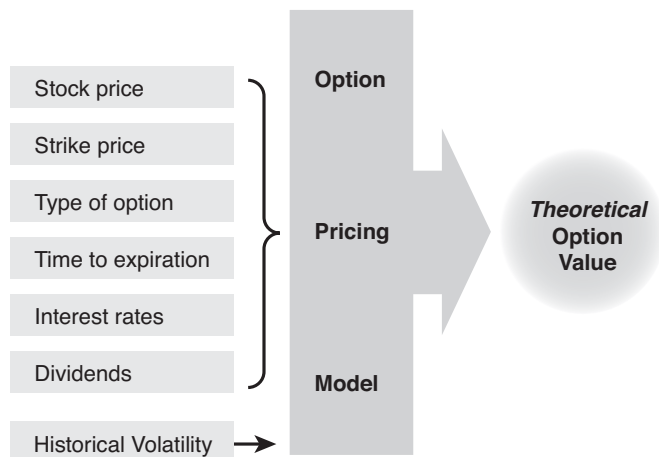 Stock price
Strike price
Type of option
Time to expiration
Interest rates
Dividends
Historical Volatility
Option
Pricing
Model
Theoretical
Option
Value